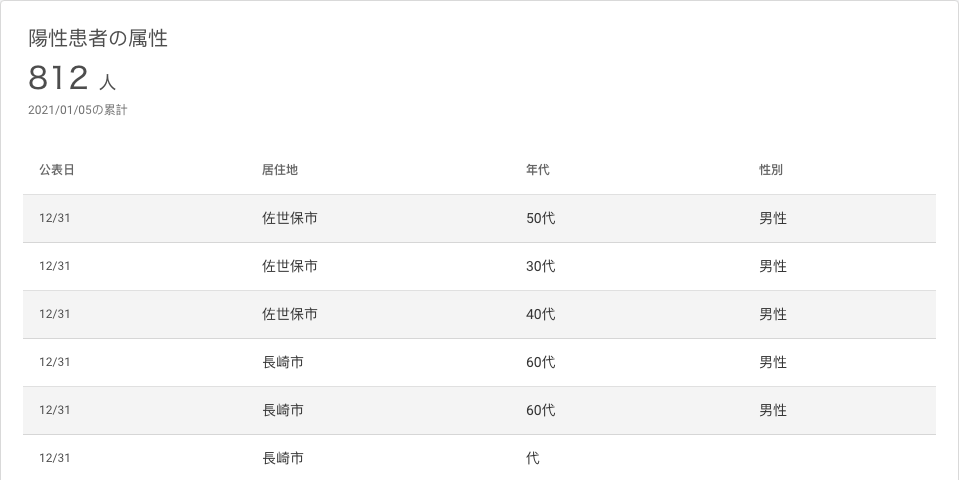 陽性患者の属性
812 人
2021/01/05の累計
公表日 居住地 年代 性別
12/31 佐世保市 50代 男性
12/31 佐世保市 30代 男性
12/31 佐世保市 40代 男性
12/31 長崎市 60代 男性
12/31 長崎市 60代 男性
12/31 長崎市 代